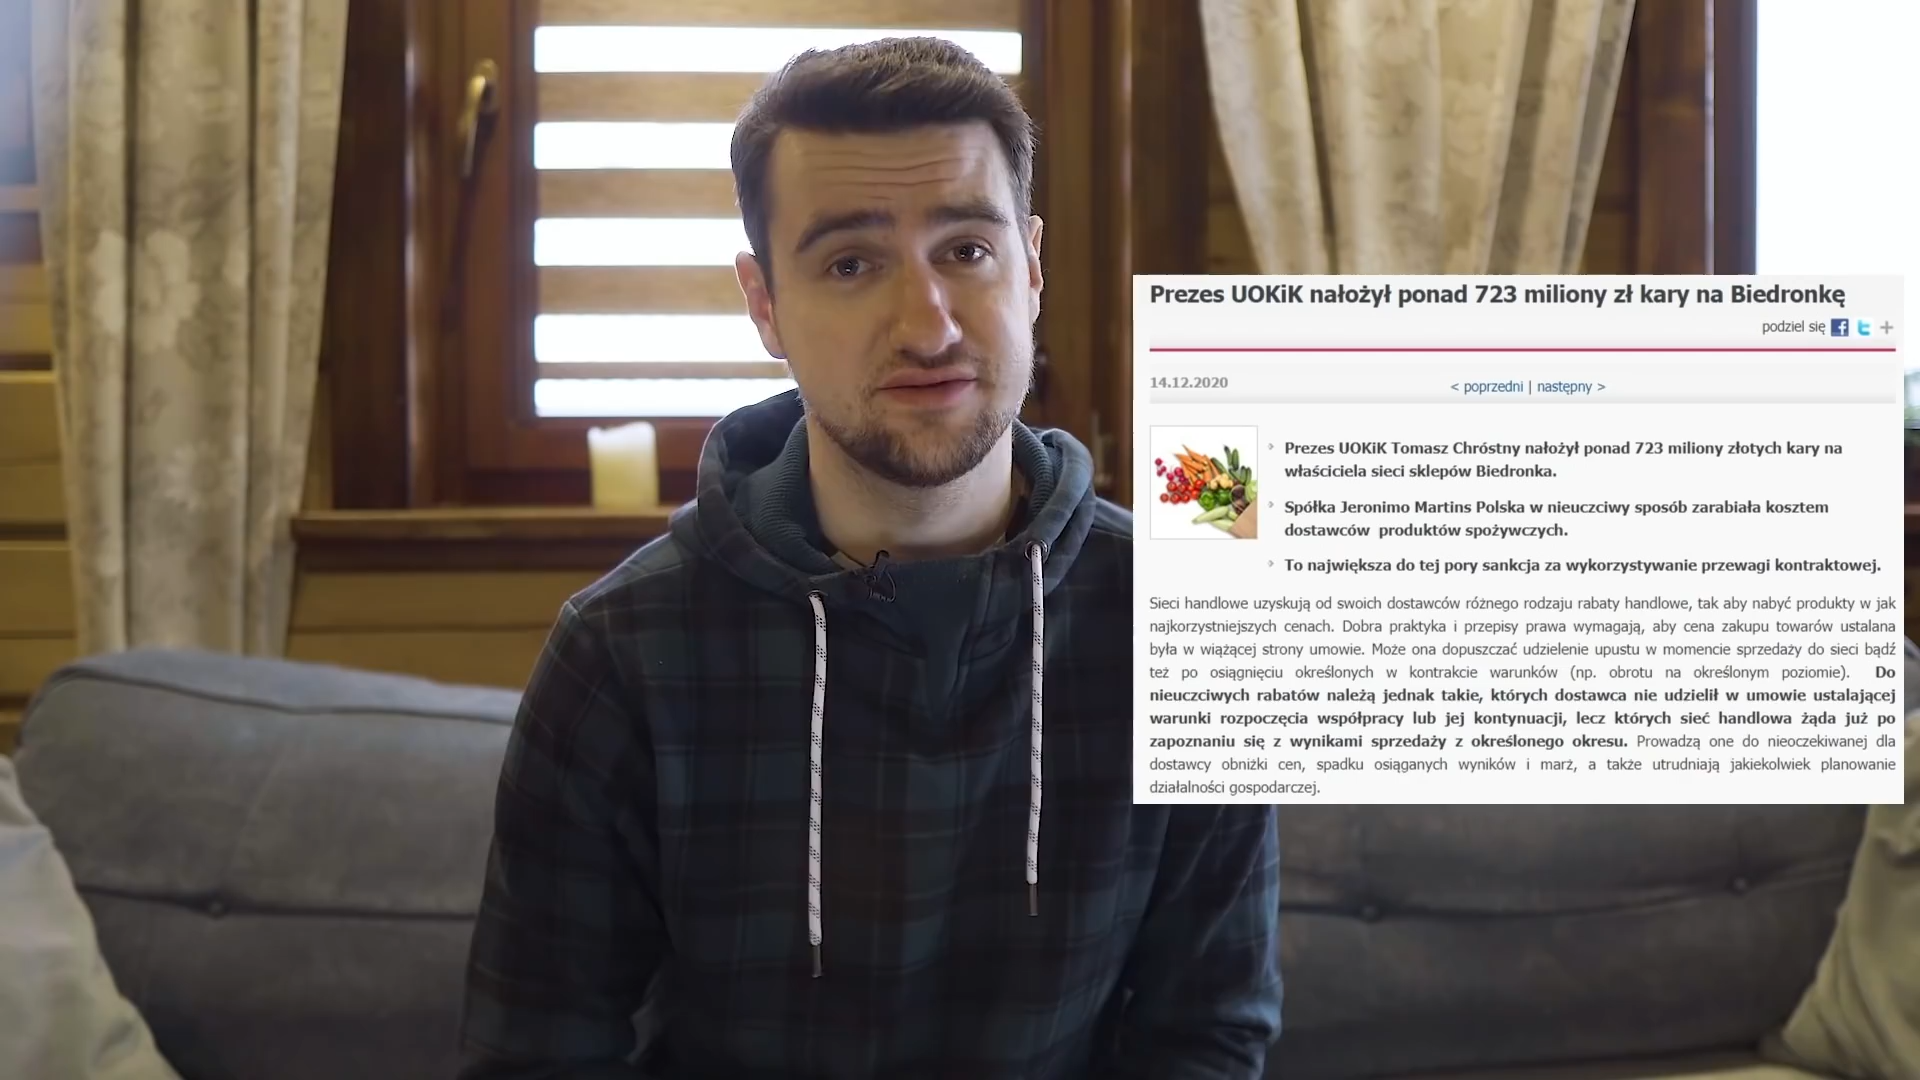 Prezes UOKiK nałożył ponad 723 miliony zł kary na Biedronkę
podziel się
14.12.2020
< poprzedni | następny >
Prezes UOKiK Tomasz Chróstny nałożył ponad 723 miliony złotych kary na
właściciela sieci sklepów Biedronka.
Spółka Jeronimo Martins Polska w nieuczciwy sposób zarabiała kosztem
dostawców produktów spożywczych.
To największa do tej pory sankcja za wykorzystywanie przewagi kontraktowej.
Sieci handlowe uzyskują od swoich dostawców różnego rodzaju rabaty handlowe, tak aby nabyć produkty w jak
najkorzystniejszych cenach. Dobra praktyka i przepisy prawa wymagają, aby cena zakupu towarów ustalana
była w wiążącej strony umowie. Może ona dopuszczać udzielenie upustu w momencie sprzedaży do sieci bądź
też po osiągnięciu określonych w kontrakcie warunków (np. obrotu na określonym poziomie). Do
nieuczciwych rabatów należą jednak takie, których dostawca nie udzielił w umowie ustalającej
warunki rozpoczęcia współpracy lub jej kontynuacji, lecz których sieć handlowa żąda już po
zapoznaniu się z wynikami sprzedaży z określonego okresu. Prowadzą one do nieoczekiwanej dla
dostawcy obniżki cen, spadku osiąganych wyników i marż, a także utrudniają jakiekolwiek planowanie
działalności gospodarczej.